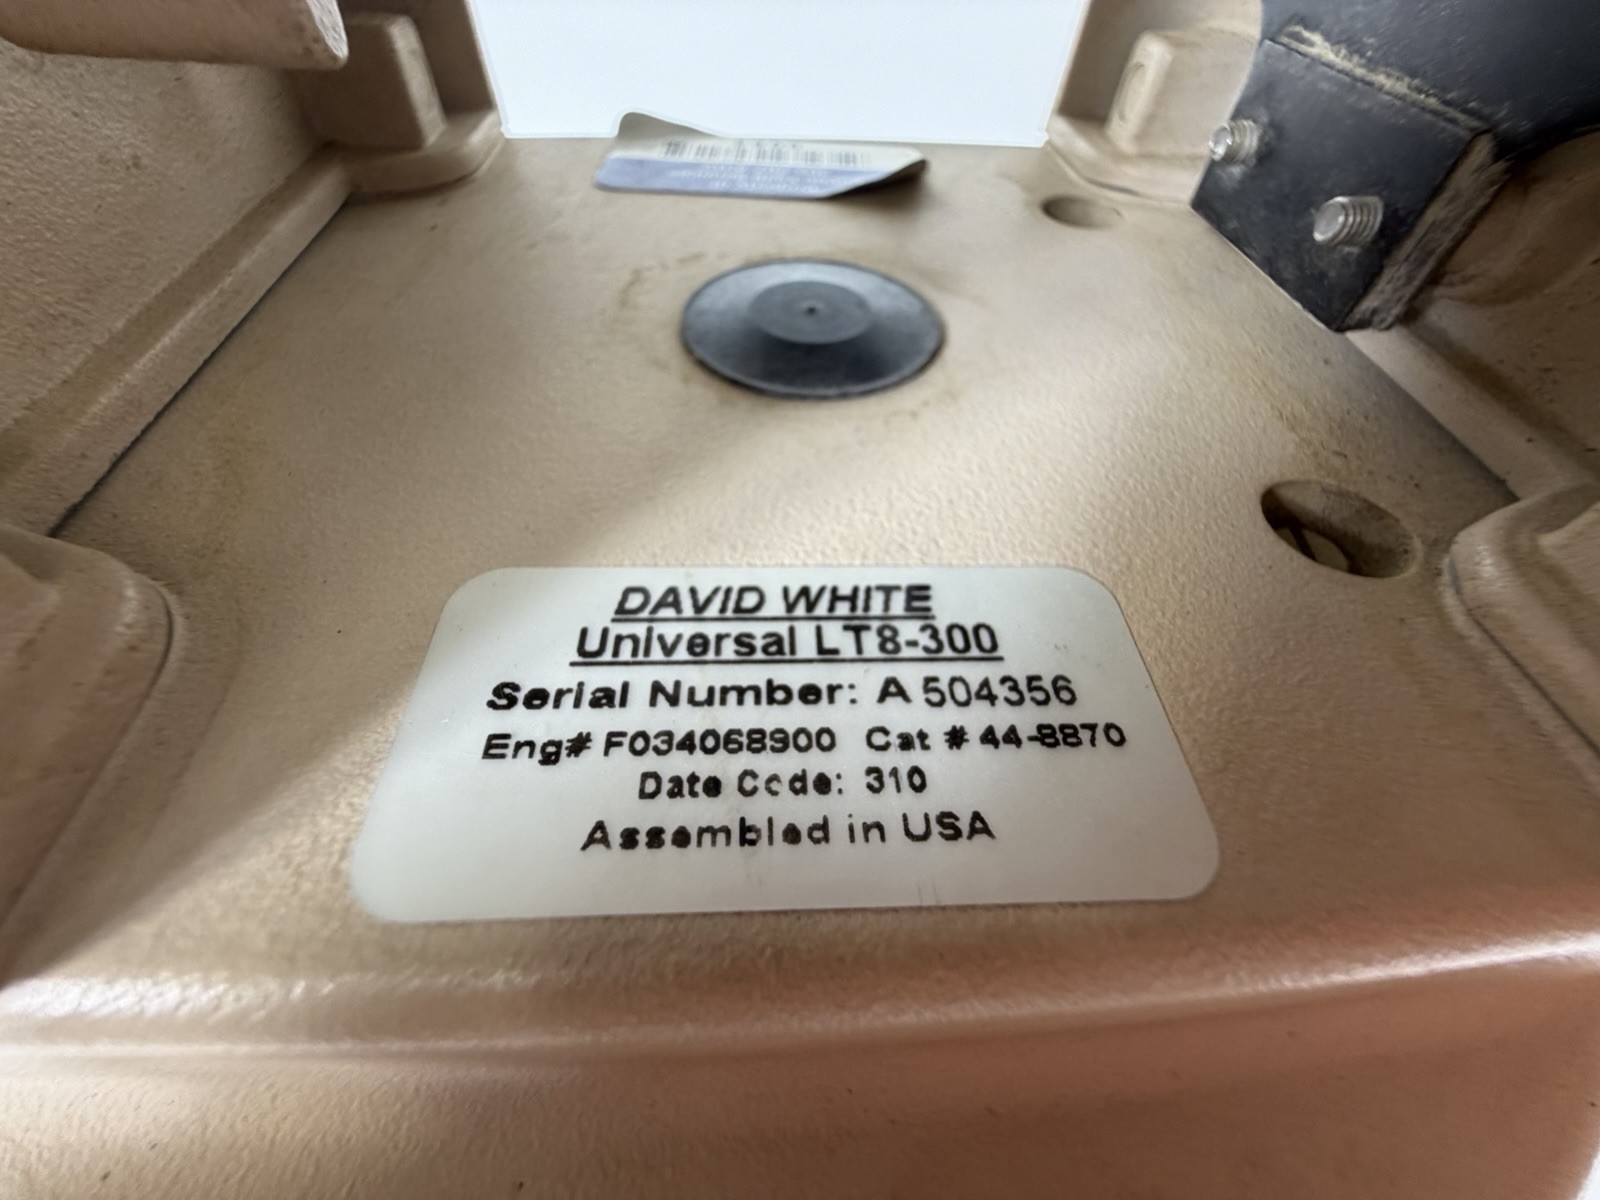 DAVID WHITE
Universal LT8-300
Serial Number: A 504356
Eng# F034068900 Cat # 44-8870
Date Code: 310
Assembled in USA